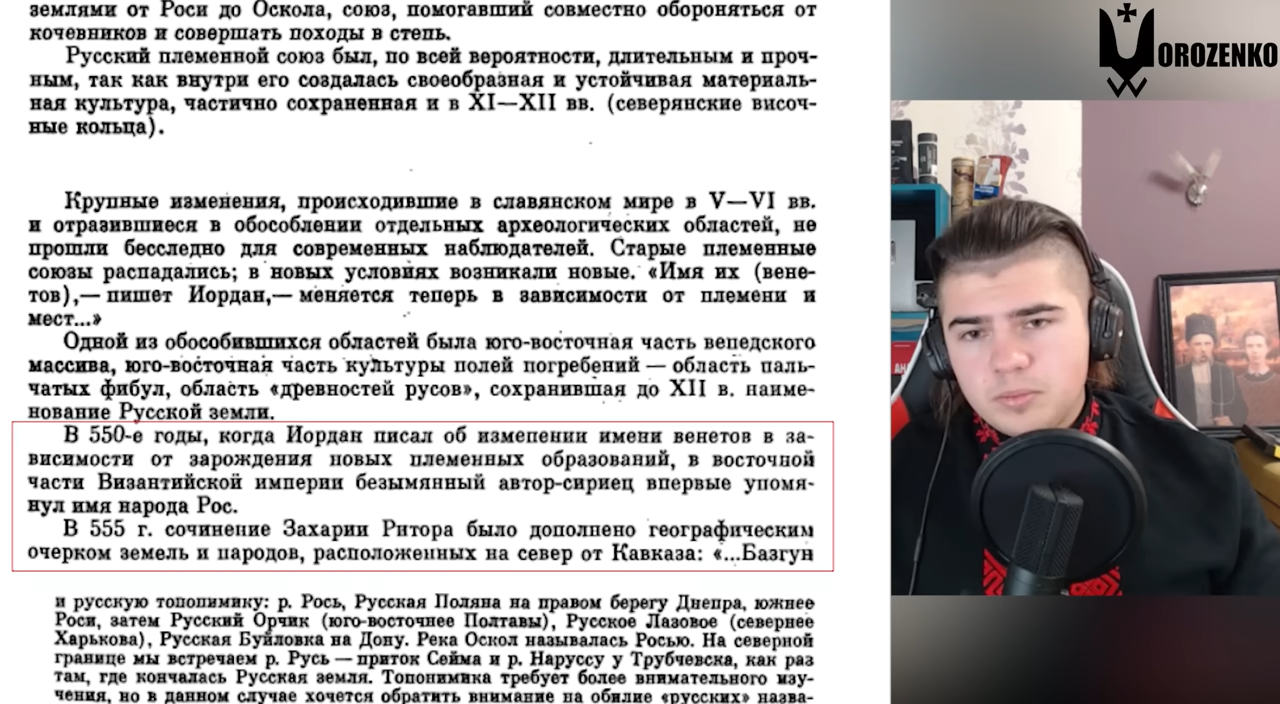 землями от Роси до Оскола, союз, помогавший совместно обороняться от
кочевников и совершать походы в степь.
Русский племенной союз был, по всей вероятности, длительным и проч-
ным, так как внутри его создалась своеобразная и устойчивая материаль-
ная культура, частично сохраненная и в XI—XII вв. (северянские височ-
ные кольца).
Крупные изменения, происходившие в славянском мире в V—VI вв.
и отразившиеся в обособлении отдельных археологических областей, не
прошли бесследно для современных наблюдателей. Старые племенные
союзы распадались; в новых условиях возникали новые. «Имя их (вене-
тов),— пишет Иордан,— меняется теперь в зависимости от племени и
мест...»
Одной из обособившихся областей была юго-восточная часть венедского
массива, юго-восточная часть культуры полей погребений — область паль-
чатых фибул, область «древностей русов», сохранившая до XII в. наиме-
нование Русской земли.
В 550-е годы, когда Иордан писал об изменении имени венетов в за-
висимости от зарождения новых племенных образований, в восточной
части Византийской империи безымянный автор-сириец впервые упомя-
нул имя народа Рос.
В 555 г. сочинение Захарии Ритора было дополнено географическим
очерком земель и народов, расположенных на север от Кавказа: «...Базгун
и русскую топонимику: р. Рось, Русская Поляна на правом берегу Днепра, южнее
Роси, затем Русский Орчик (юго-восточнее Полтавы), Русское Лазовое (севернее
Харькова), Русская Буйловка на Дону. Река Оскол называлась Росью. На северной
границе мы встречаем р. Русь — приток Сейма и р. Наруссу у Трубчевска, как раз
там, где кончалась Русская земля. Топонимика требует более внимательного изу-
чения, но в данном случае хочется обратить внимание на обилие «русских» назва-
OROZENKO